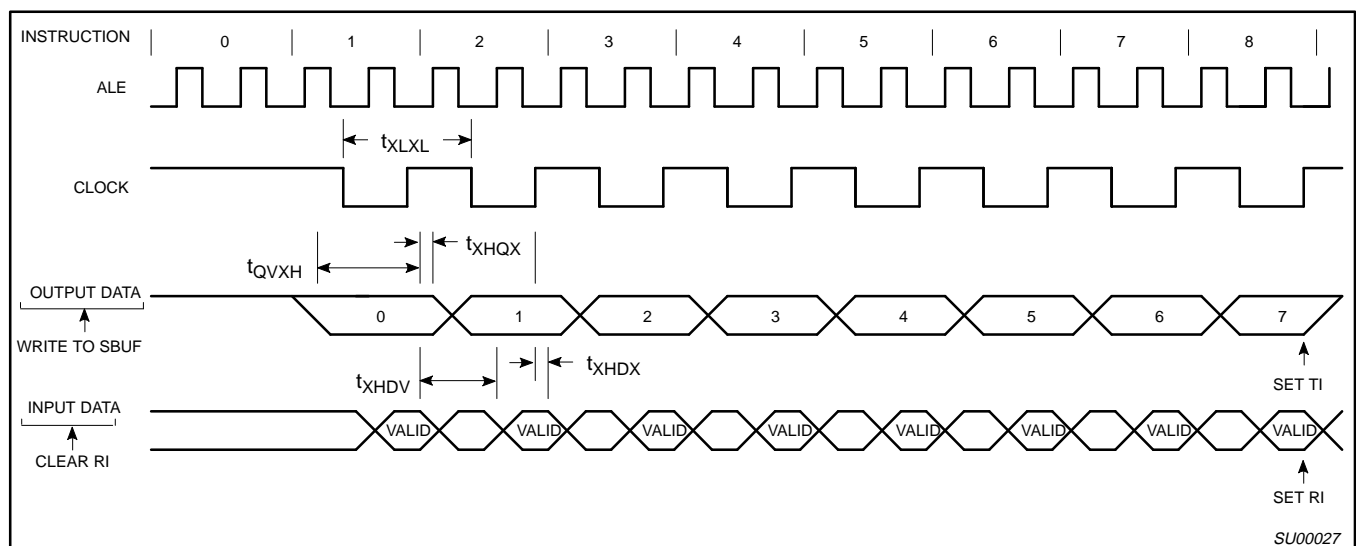 INSTRUCTION 0 1 2 3 4 5 6 7 8
ALE
tXLXL
CLOCK
tXHQX
tQVXH
OUTPUT DATA
0 1 2 3 4 5 6 7
WRITE TO SBUF
tXHDX
tXHDV
SET TI
INPUT DATA
VALID VALID VALID VALID VALID VALID VALID VALID
CLEAR RI
SET RI
SU00027